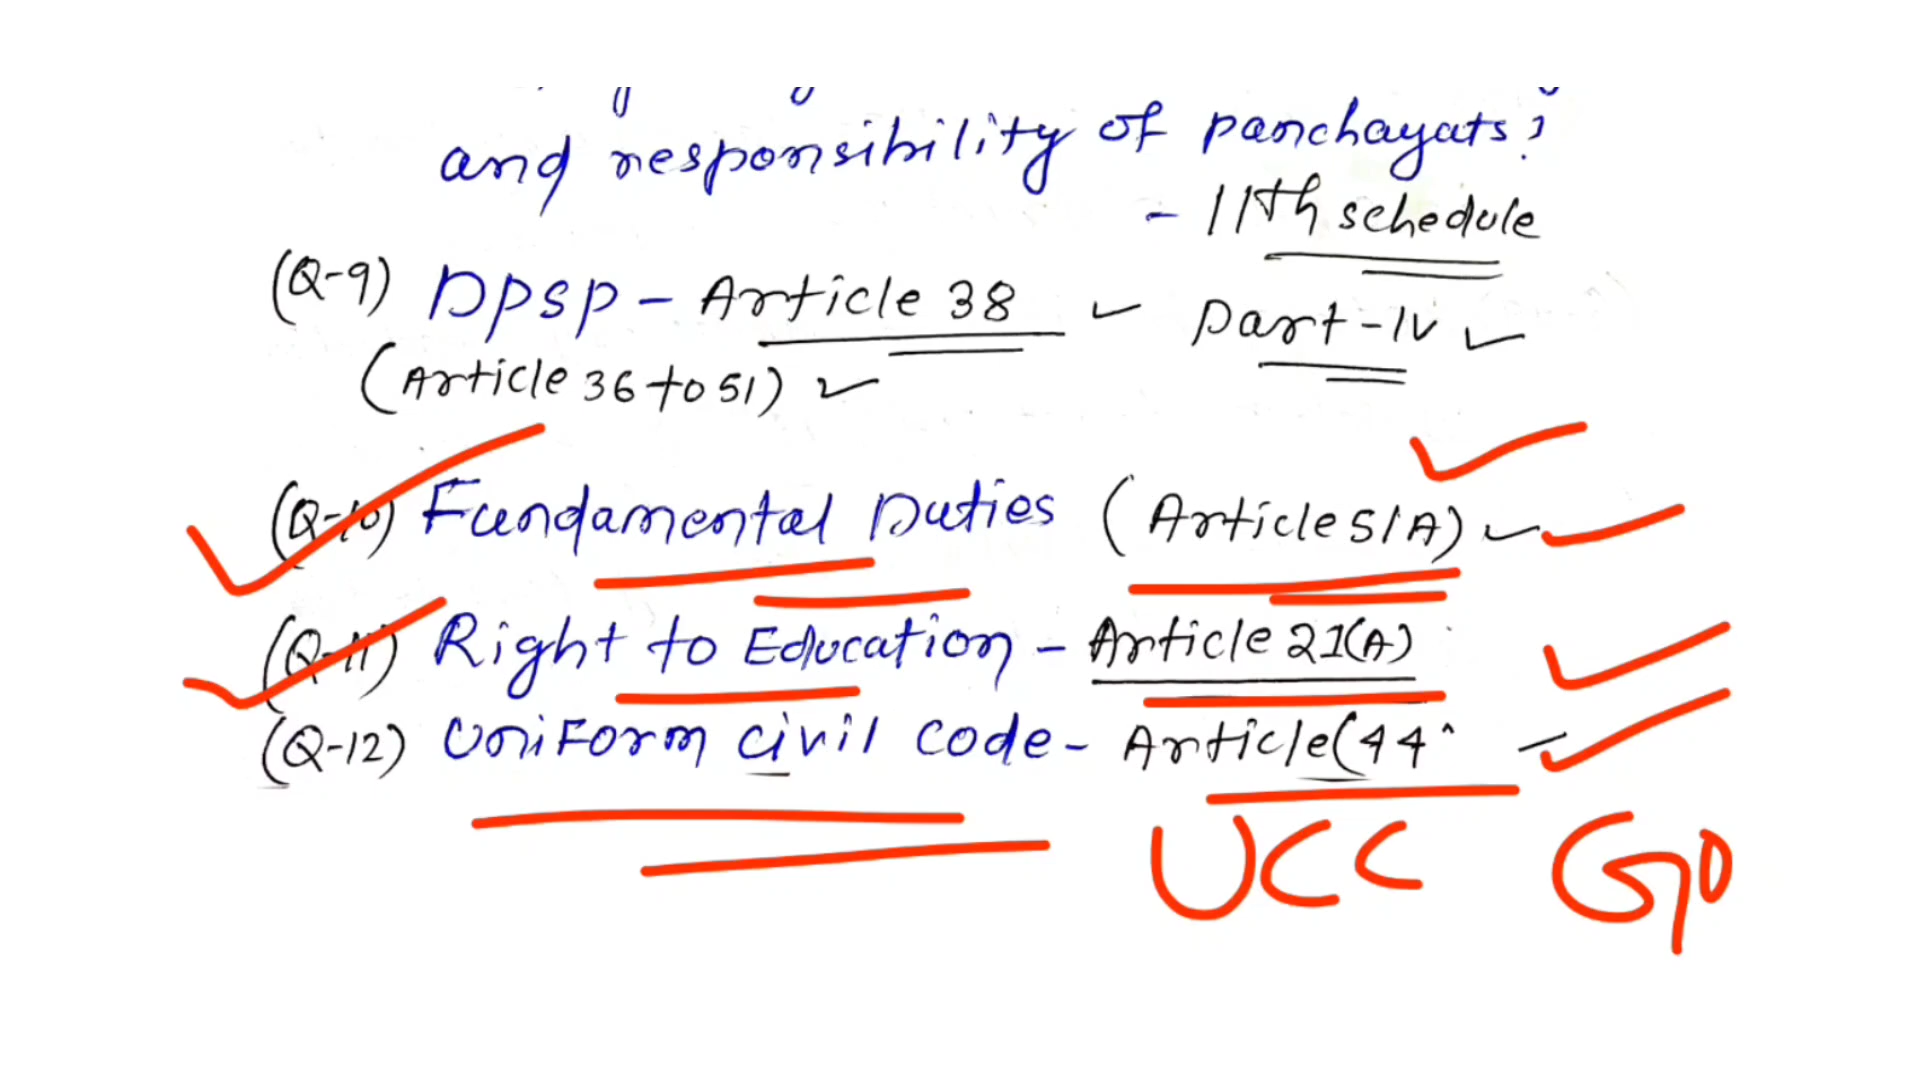 and responsibility of panchayats?
- 11th schedule
(Q-9) DPSP - Article 38 Part-IV
(Article 36 to 51)
(Q-10) Fundamental Duties (Article 51A)
(Q-11) Right to Education - Article 21(A)
(Q-12) Uniform civil code - Article (44
UCC